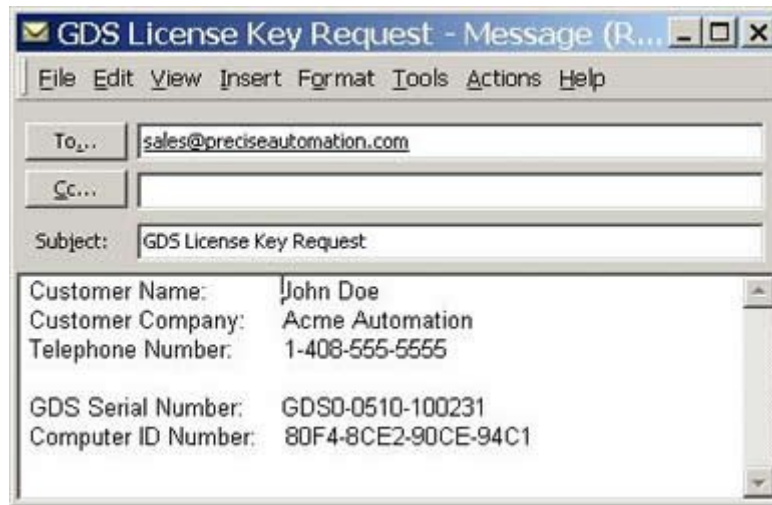 GDS License Key Request - Message (R...
File Edit View Insert Format Tools Actions Help
To... sales@preciseautomation.com
Cc...
Subject: GDS License Key Request
Customer Name: John Doe
Customer Company: Acme Automation
Telephone Number: 1-408-555-5555
GDS Serial Number: GDS0-0510-100231
Computer ID Number: 80F4-8CE2-90CE-94C1